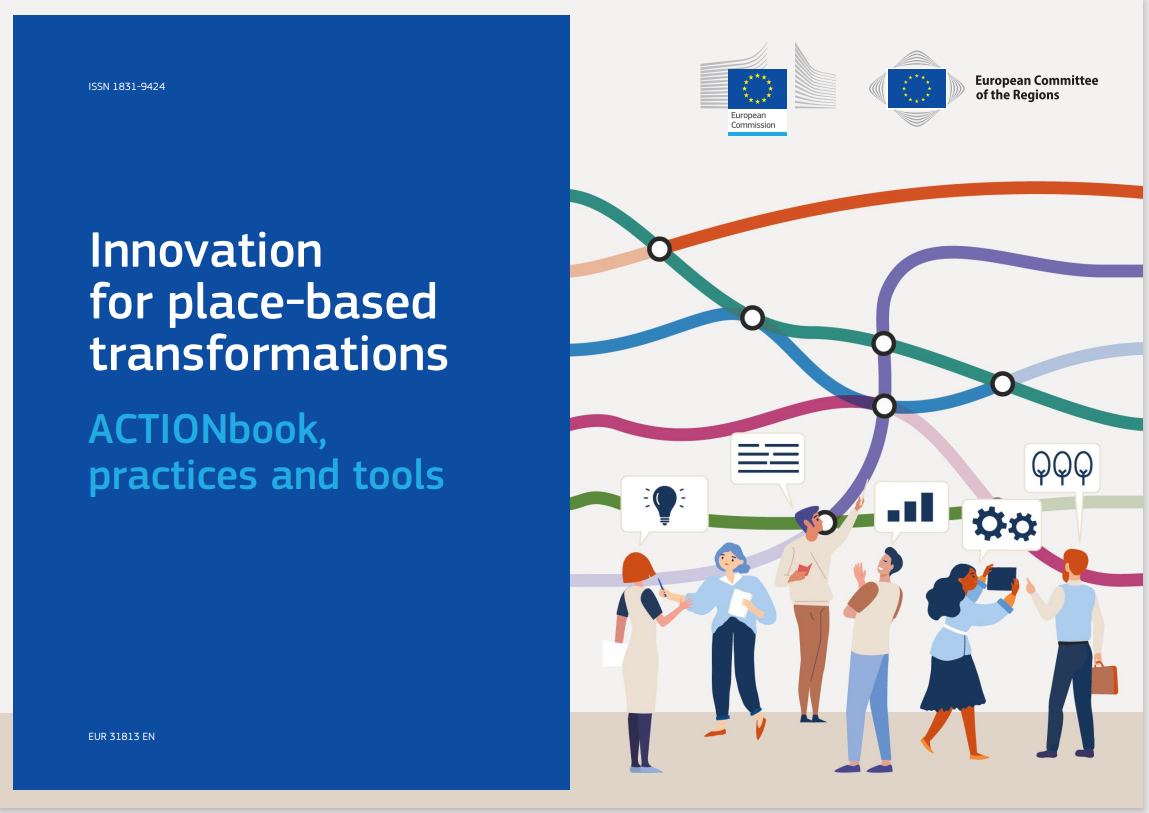 ISSN 1831-9424
European
Commission
European Committee
of the Regions
Innovation
for place-based
transformations
ACTIONbook,
practices and tools
EUR 31813 EN